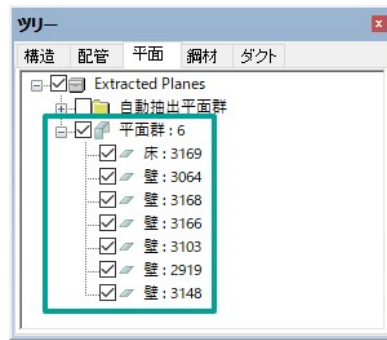 ツリー
構造 配管 平面 鋼材 ダクト
Extracted Planes
自動抽出平面群
平面群 : 6
床 : 3169
壁 : 3064
壁 : 3168
壁 : 3166
壁 : 3103
壁 : 2919
壁 : 3148